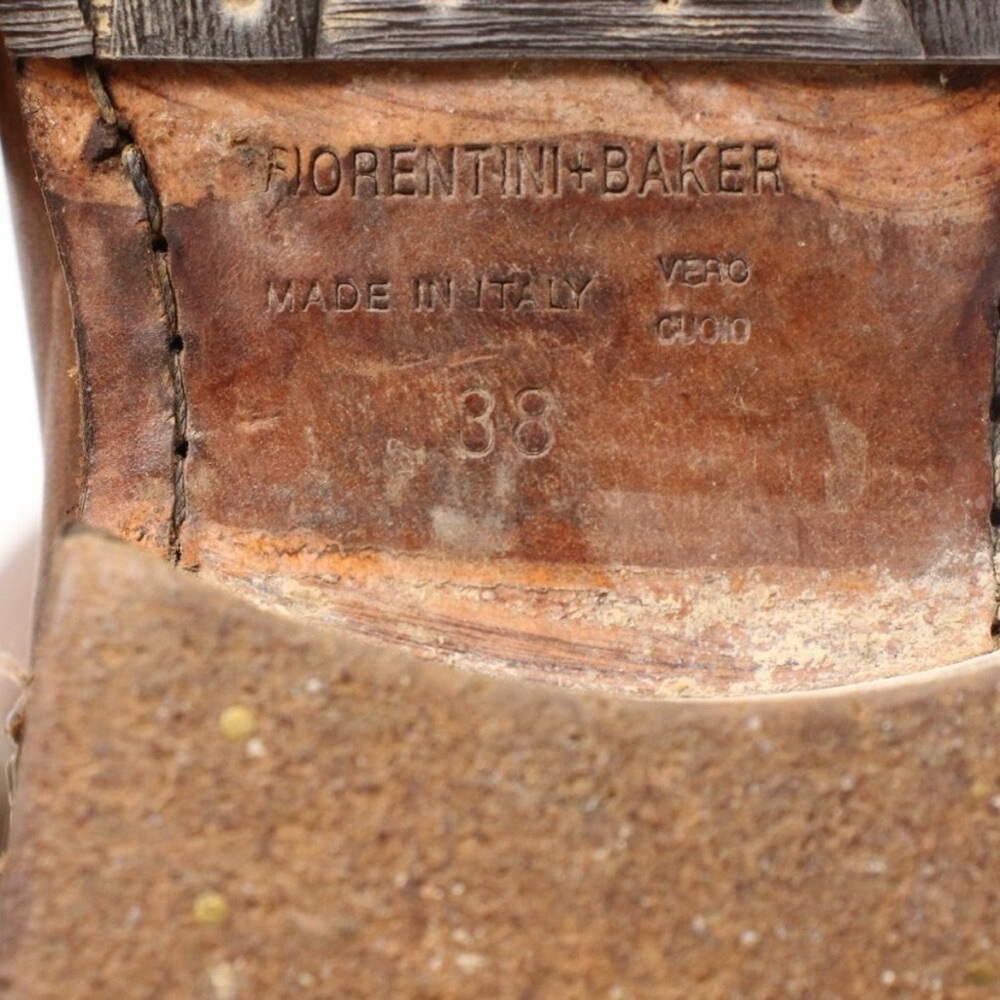 FIORENTINI+BAKER
MADE IN ITALY
VERO
CUOIO
38